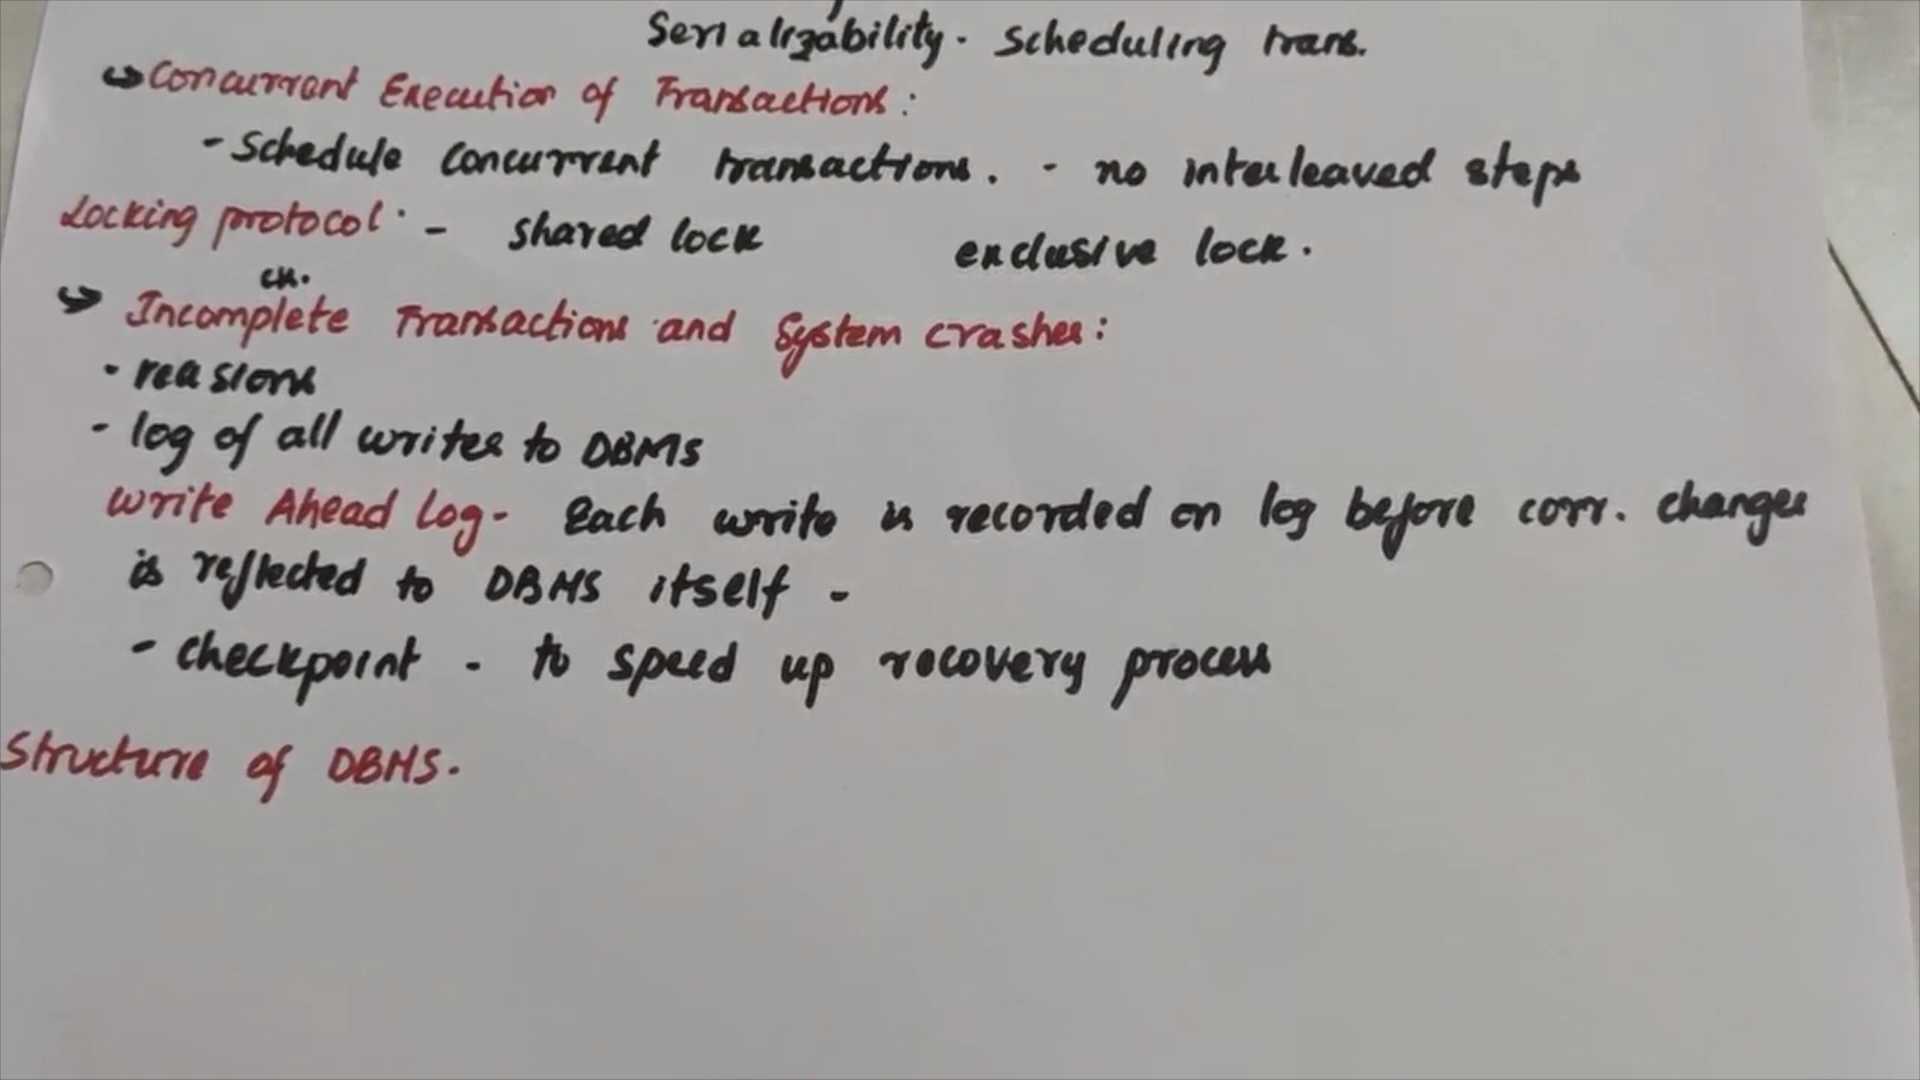 Serializability. Scheduling trans.
Concurrent Execution of Transactions:
- Schedule concurrent transactions. - no interleaved steps
Locking protocol - shared lock exclusive lock.
Incomplete Transactions and System crashes:
- reasions
- log of all writes to DBMS
Write Ahead Log - Each write is recorded on log before corr. changes
is reflected to DBMS itself -
- checkpoint - to speed up recovery process
Structure of DBMS.